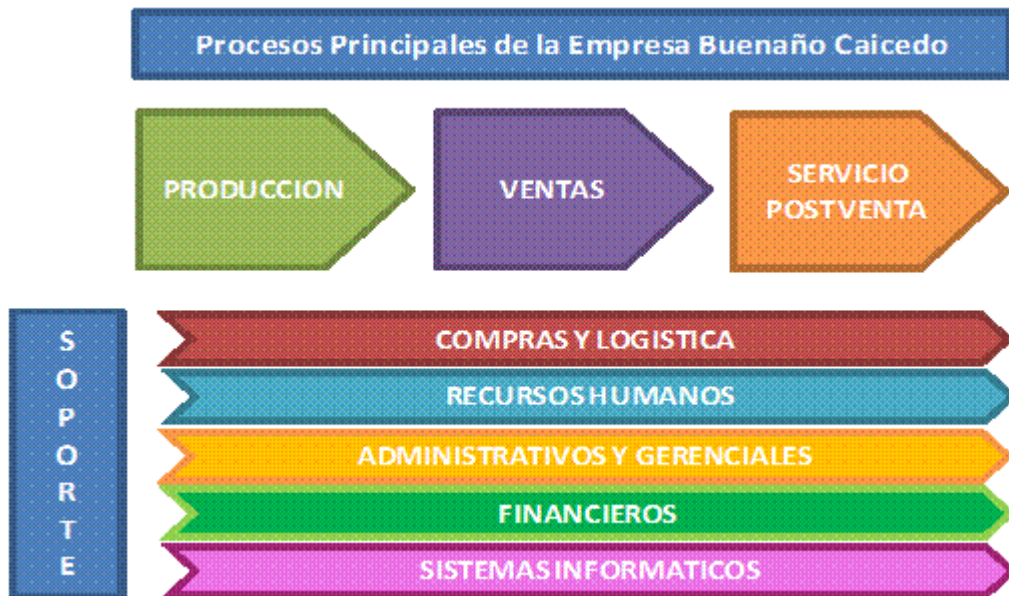 Procesos Principales de la Empresa Buenaño Caicedo
PRODUCCION
VENTAS
SERVICIO
POSTVENTA
SOPORTE
COMPRAS Y LOGISTICA
RECURSOS HUMANOS
ADMINISTRATIVOS Y GERENCIALES
FINANCIEROS
SISTEMAS INFORMATICOS